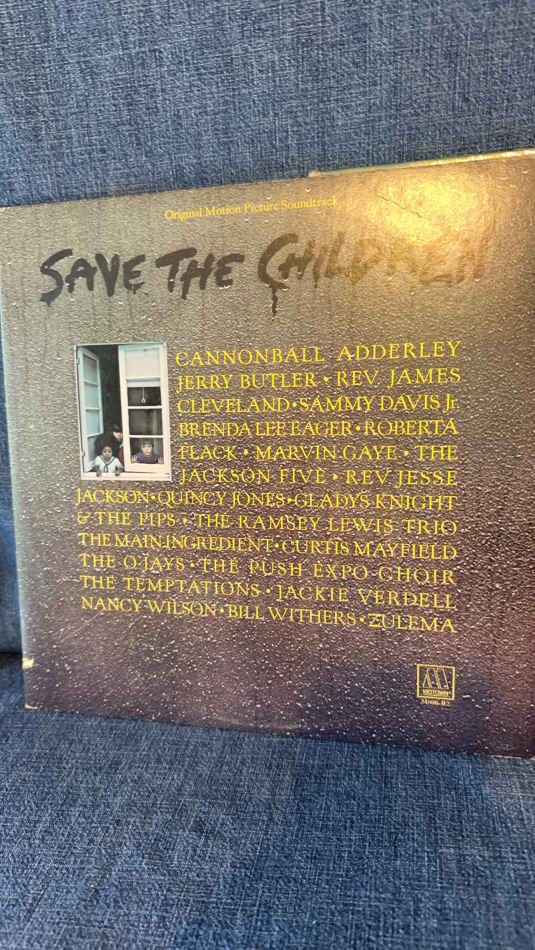 Original Motion Picture Soundtrack
SAVE THE CHILDREN
CANNONBALL ADDERLEY
JERRY BUTLER • REV. JAMES
CLEVELAND • SAMMY DAVIS Jr.
BRENDA LEE EAGER • ROBERTA
FLACK • MARVIN GAYE • THE
JACKSON FIVE • REV. JESSE
JACKSON • QUINCY JONES • GLADYS KNIGHT
& THE PIPS • THE RAMSEY LEWIS TRIO
THE MAIN INGREDIENT • CURTIS MAYFIELD
THE O'JAYS • THE PUSH EXPO CHOIR
THE TEMPTATIONS • JACKIE VERDELL
NANCY WILSON • BILL WITHERS • ZULEMA
M
MOTOWN
M800-R2